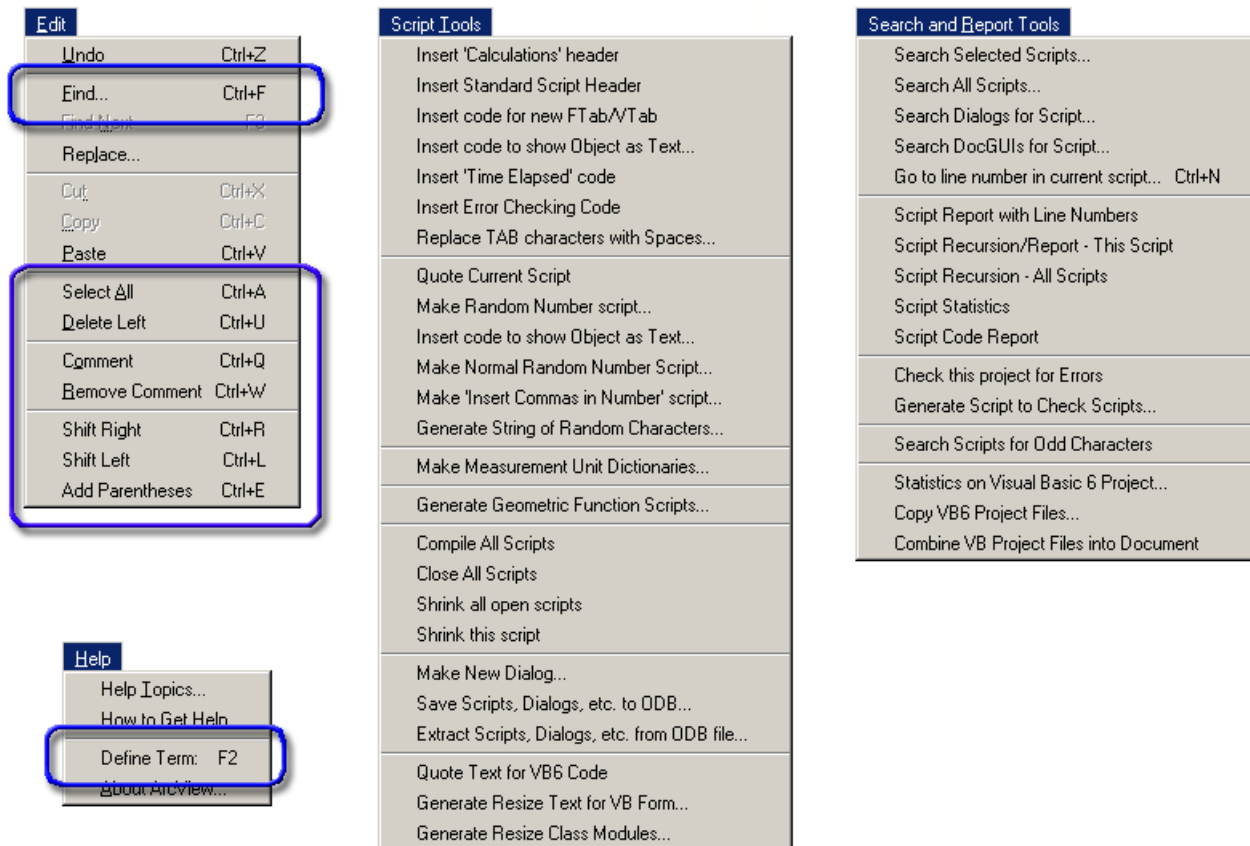 Edit
Undo Ctrl+Z
Find... Ctrl+F
Find Next F3
Replace...
Cut Ctrl+X
Copy Ctrl+C
Paste Ctrl+V
Select All Ctrl+A
Delete Left Ctrl+U
Comment Ctrl+Q
Remove Comment Ctrl+W
Shift Right Ctrl+R
Shift Left Ctrl+L
Add Parentheses Ctrl+E
Help
Help Topics...
How to Get Help
Define Term: F2
About ArcView...
Script Tools
Insert 'Calculations' header
Insert Standard Script Header
Insert code for new FTab/VTab
Insert code to show Object as Text...
Insert 'Time Elapsed' code
Insert Error Checking Code
Replace TAB characters with Spaces...
Quote Current Script
Make Random Number script...
Insert code to show Object as Text...
Make Normal Random Number Script...
Make 'Insert Commas in Number' script...
Generate String of Random Characters...
Make Measurement Unit Dictionaries...
Generate Geometric Function Scripts...
Compile All Scripts
Close All Scripts
Shrink all open scripts
Shrink this script
Make New Dialog...
Save Scripts, Dialogs, etc. to ODB...
Extract Scripts, Dialogs, etc. from ODB file...
Quote Text for VB6 Code
Generate Resize Text for VB Form...
Generate Resize Class Modules...
Search and Report Tools
Search Selected Scripts...
Search All Scripts...
Search Dialogs for Script...
Search DocGUIs for Script...
Go to line number in current script... Ctrl+N
Script Report with Line Numbers
Script Recursion/Report - This Script
Script Recursion - All Scripts
Script Statistics
Script Code Report
Check this project for Errors
Generate Script to Check Scripts...
Search Scripts for Odd Characters
Statistics on Visual Basic 6 Project...
Copy VB6 Project Files...
Combine VB Project Files into Document